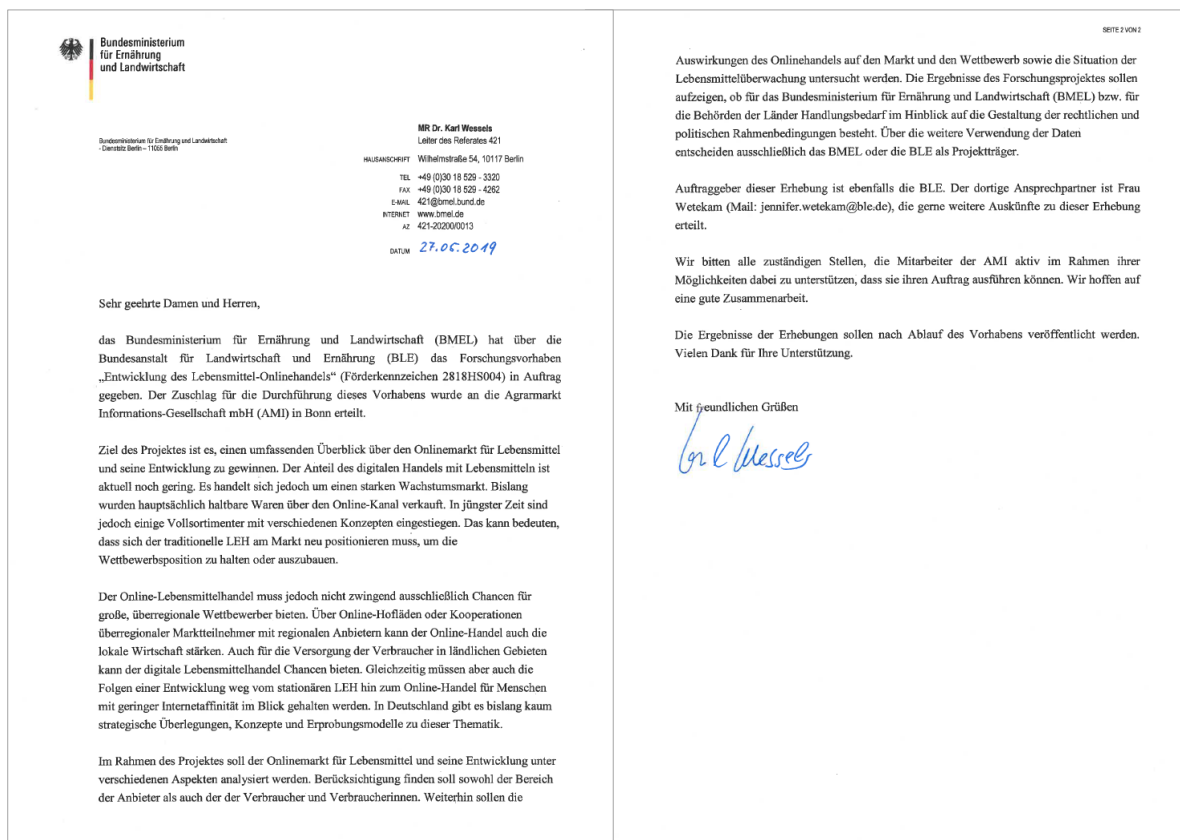 Bundesministerium
für Ernährung
und Landwirtschaft
Bundesministerium für Ernährung und Landwirtschaft
- Dienstsitz Berlin – 11055 Berlin
MR Dr. Karl Wessels
Leiter des Referates 421
HAUSANSCHRIFT Wilhelmstraße 54, 10117 Berlin
TEL +49 (0)30 18 529 - 3320
FAX +49 (0)30 18 529 - 4262
E-MAIL 421@bmel.bund.de
INTERNET www.bmel.de
AZ 421-20200/0013
DATUM 27.06.2019
Sehr geehrte Damen und Herren,
das Bundesministerium für Ernährung und Landwirtschaft (BMEL) hat über die
Bundesanstalt für Landwirtschaft und Ernährung (BLE) das Forschungsvorhaben
„Entwicklung des Lebensmittel-Onlinehandels“ (Förderkennzeichen 2818HS004) in Auftrag
gegeben. Der Zuschlag für die Durchführung dieses Vorhabens wurde an die Agrarmarkt
Informations-Gesellschaft mbH (AMI) in Bonn erteilt.
Ziel des Projektes ist es, einen umfassenden Überblick über den Onlinemarkt für Lebensmittel
und seine Entwicklung zu gewinnen. Der Anteil des digitalen Handels mit Lebensmitteln ist
aktuell noch gering. Es handelt sich jedoch um einen starken Wachstumsmarkt. Bislang
wurden hauptsächlich haltbare Waren über den Online-Kanal verkauft. In jüngster Zeit sind
jedoch einige Vollsortimenter mit verschiedenen Konzepten eingestiegen. Das kann bedeuten,
dass sich der traditionelle LEH am Markt neu positionieren muss, um die
Wettbewerbsposition zu halten oder auszubauen.
Der Online-Lebensmittelhandel muss jedoch nicht zwingend ausschließlich Chancen für
große, überregionale Wettbewerber bieten. Über Online-Hofläden oder Kooperationen
überregionaler Marktteilnehmer mit regionalen Anbietern kann der Online-Handel auch die
lokale Wirtschaft stärken. Auch für die Versorgung der Verbraucher in ländlichen Gebieten
kann der digitale Lebensmittelhandel Chancen bieten. Gleichzeitig müssen aber auch die
Folgen einer Entwicklung weg vom stationären LEH hin zum Online-Handel für Menschen
mit geringer Internetaffinität im Blick gehalten werden. In Deutschland gibt es bislang kaum
strategische Überlegungen, Konzepte und Erprobungsmodelle zu dieser Thematik.
Im Rahmen des Projektes soll der Onlinemarkt für Lebensmittel und seine Entwicklung unter
verschiedenen Aspekten analysiert werden. Berücksichtigung finden soll sowohl der Bereich
der Anbieter als auch der der Verbraucher und Verbraucherinnen. Weiterhin sollen die
SEITE 2 VON 2
Auswirkungen des Onlinehandels auf den Markt und den Wettbewerb sowie die Situation der
Lebensmittelüberwachung untersucht werden. Die Ergebnisse des Forschungsprojektes sollen
aufzeigen, ob für das Bundesministerium für Ernährung und Landwirtschaft (BMEL) bzw. für
die Behörden der Länder Handlungsbedarf im Hinblick auf die Gestaltung der rechtlichen und
politischen Rahmenbedingungen besteht. Über die weitere Verwendung der Daten
entscheiden ausschließlich das BMEL oder die BLE als Projektträger.
Auftraggeber dieser Erhebung ist ebenfalls die BLE. Der dortige Ansprechpartner ist Frau
Wetekam (Mail: jennifer.wetekam@ble.de), die gerne weitere Auskünfte zu dieser Erhebung
erteilt.
Wir bitten alle zuständigen Stellen, die Mitarbeiter der AMI aktiv im Rahmen ihrer
Möglichkeiten dabei zu unterstützen, dass sie ihren Auftrag ausführen können. Wir hoffen auf
eine gute Zusammenarbeit.
Die Ergebnisse der Erhebungen sollen nach Ablauf des Vorhabens veröffentlicht werden.
Vielen Dank für Ihre Unterstützung.
Mit freundlichen Grüßen
Karl Wessels